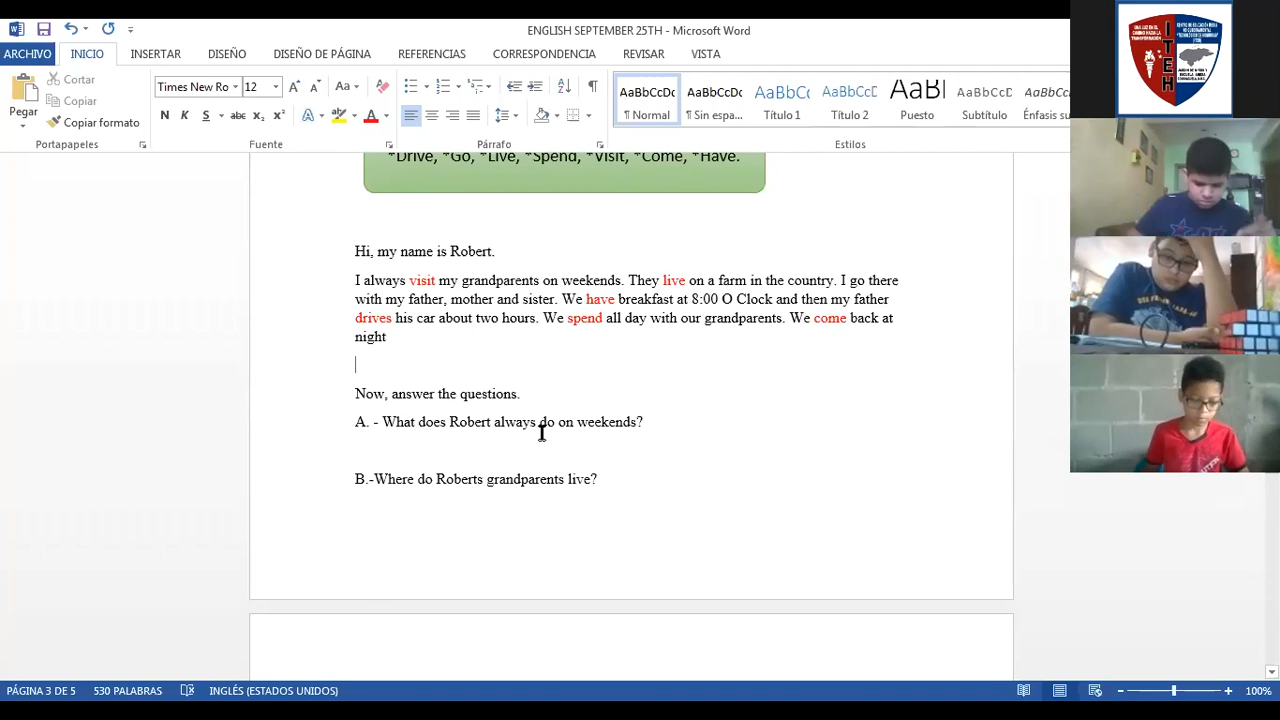 ENGLISH SEPTEMBER 25TH - Microsoft Word
ARCHIVO INICIO INSERTAR DISEÑO DISEÑO DE PÁGINA REFERENCIAS RRESPONDENCIA REVISAR VISTA
Pegar
Cortar
Copiar
Copiar formato
Portapapeles
Times New Ro 12
Fuente
Párrafo
AaBbCcDc AaBbCcDc AaBbCc AaBbCcD AaBl AaBbCcD AaBbCcDc
¶ Normal ¶ Sin espa... Título 1 Título 2 Puesto Subtítulo Énfasis su
Estilos
*Drive, *Go, *Live, *Spend, *Visit, *Come, *Have.
Hi, my name is Robert.
I always visit my grandparents on weekends. They live on a farm in the country. I go there
with my father, mother and sister. We have breakfast at 8:00 O Clock and then my father
drives his car about two hours. We spend all day with our grandparents. We come back at
night
Now, answer the questions.
A. - What does Robert always do on weekends?
B.-Where do Roberts grandparents live?
PÁGINA 3 DE 5 530 PALABRAS INGLÉS (ESTADOS UNIDOS) 100%
ITEH